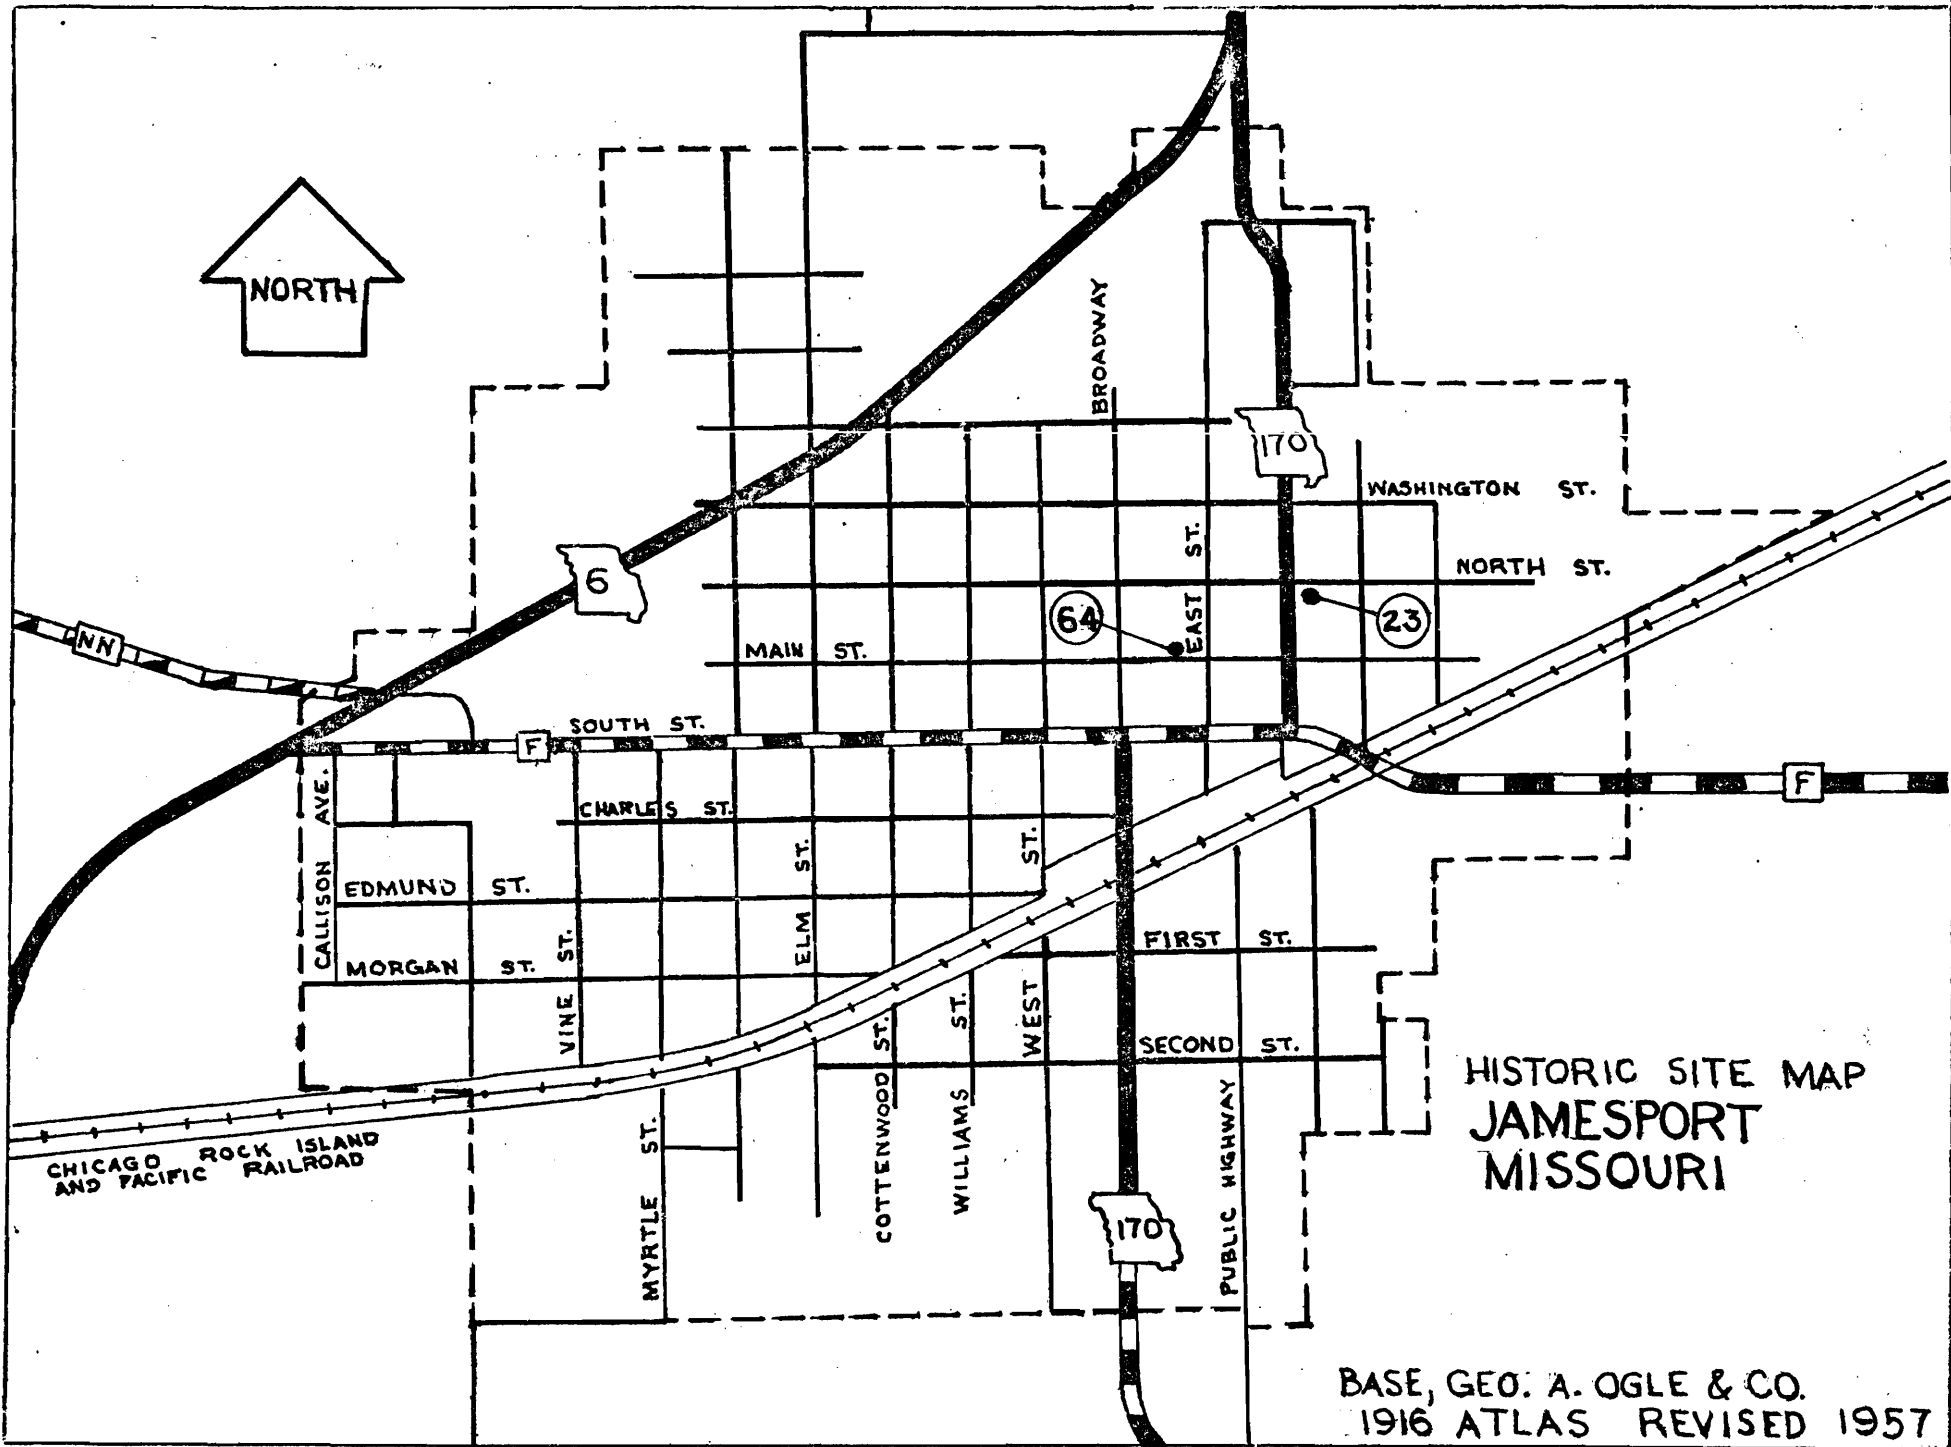 NORTH
BROADWAY
170
WASHINGTON ST.
EAST ST.
NORTH ST.
6
64
23
NN
MAIN ST.
SOUTH ST.
F
F
CALLISON AVE.
CHARLES ST.
EDMUND ST.
ELM ST.
WEST ST.
MORGAN ST.
VINE ST.
FIRST ST.
SECOND ST.
COTTENWOOD ST.
WILLIAMS ST.
MYRTLE ST.
PUBLIC HIGHWAY
170
CHICAGO ROCK ISLAND
AND PACIFIC RAILROAD
HISTORIC SITE MAP
JAMESPORT
MISSOURI
BASE, GEO. A. OGLE & CO.
1916 ATLAS REVISED 1957